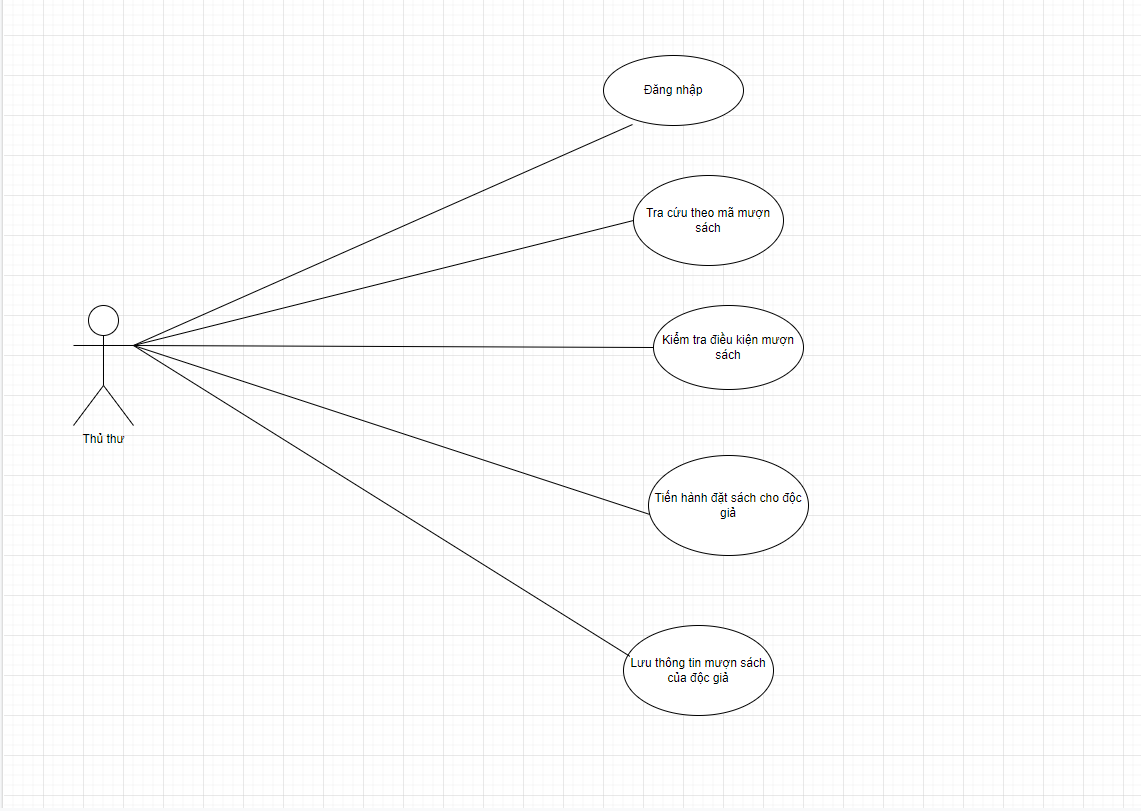 Đăng nhập
Tra cứu theo mã mượn
sách
Kiểm tra điều kiện mượn
sách
Thủ thư
Tiến hành đặt sách cho độc
giả
Lưu thông tin mượn sách
của độc giả